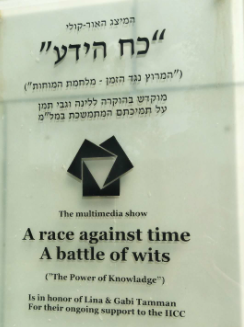 המיצג האור-קולי
"כח הידע"
("המרוץ נגד הזמן - מלחמת המוחות")
מוקדש בהוקרה ללינה וגבי תמן
על תמיכתם המתמשכת במל"מ
The multimedia show
A race against time
A battle of wits
("The Power of Knowladge")
Is in honor of Lina & Gabi Tamman
For their ongoing support to the IICC